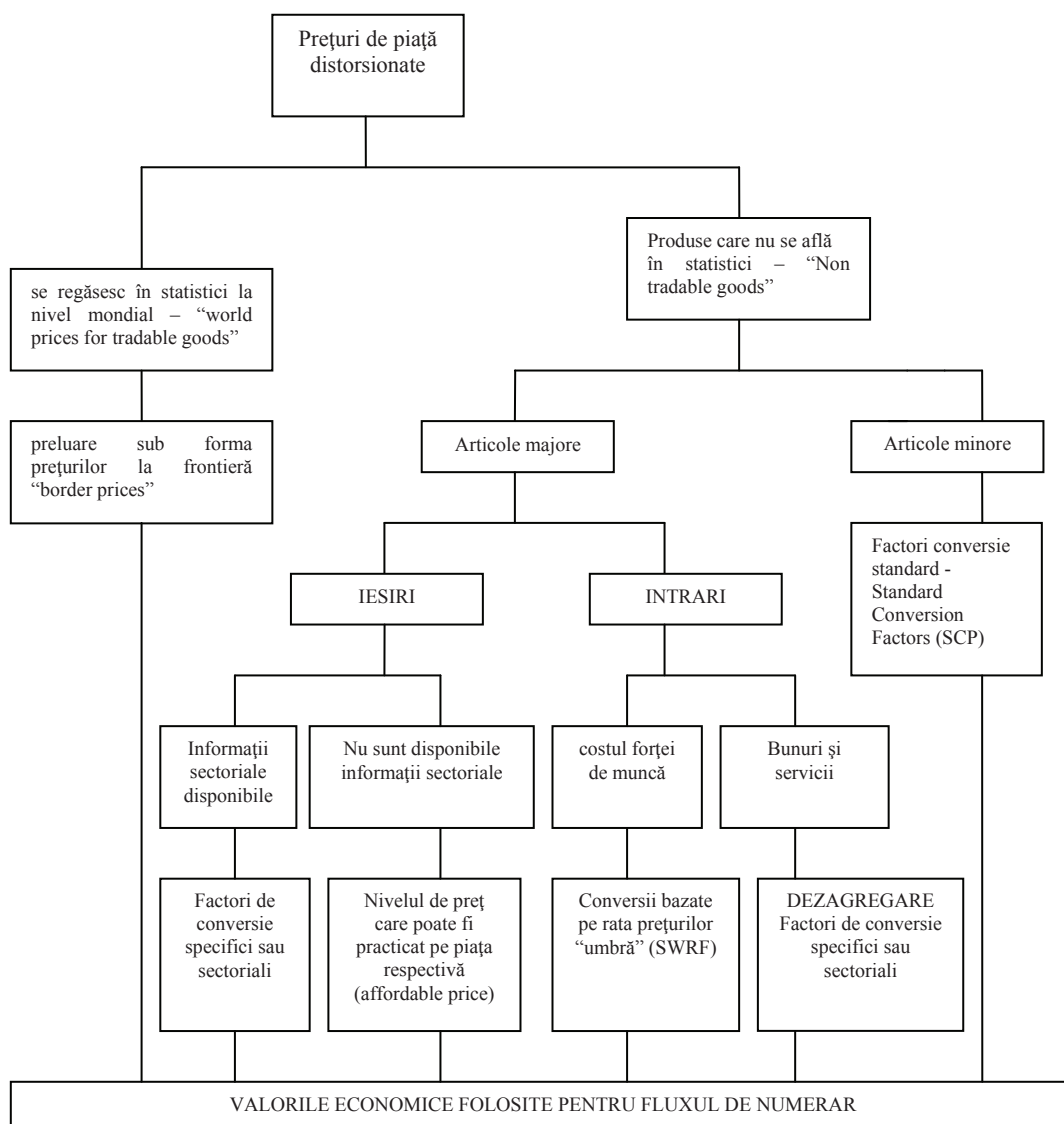 Preţuri de piaţă
distorsionate
Produse care nu se află
în statistici – “Non
tradable goods”
se regăsesc în statistici la
nivel mondial – “world
prices for tradable goods”
preluare sub forma
preţurilor la frontieră
“border prices”
Articole majore
Articole minore
Factori conversie
standard -
Standard
Conversion
Factors (SCP)
IESIRI
INTRARI
Informaţii
sectoriale
disponibile
Nu sunt disponibile
informaţii sectoriale
costul forţei
de muncă
Bunuri şi
servicii
Factori de
conversie
specifici sau
sectoriali
Nivelul de preţ
care poate fi
practicat pe piaţa
respectivă
(affordable price)
Conversii bazate
pe rata preţurilor
“umbră” (SWRF)
DEZAGREGARE
Factori de conversie
specifici sau
sectoriali
VALORILE ECONOMICE FOLOSITE PENTRU FLUXUL DE NUMERAR